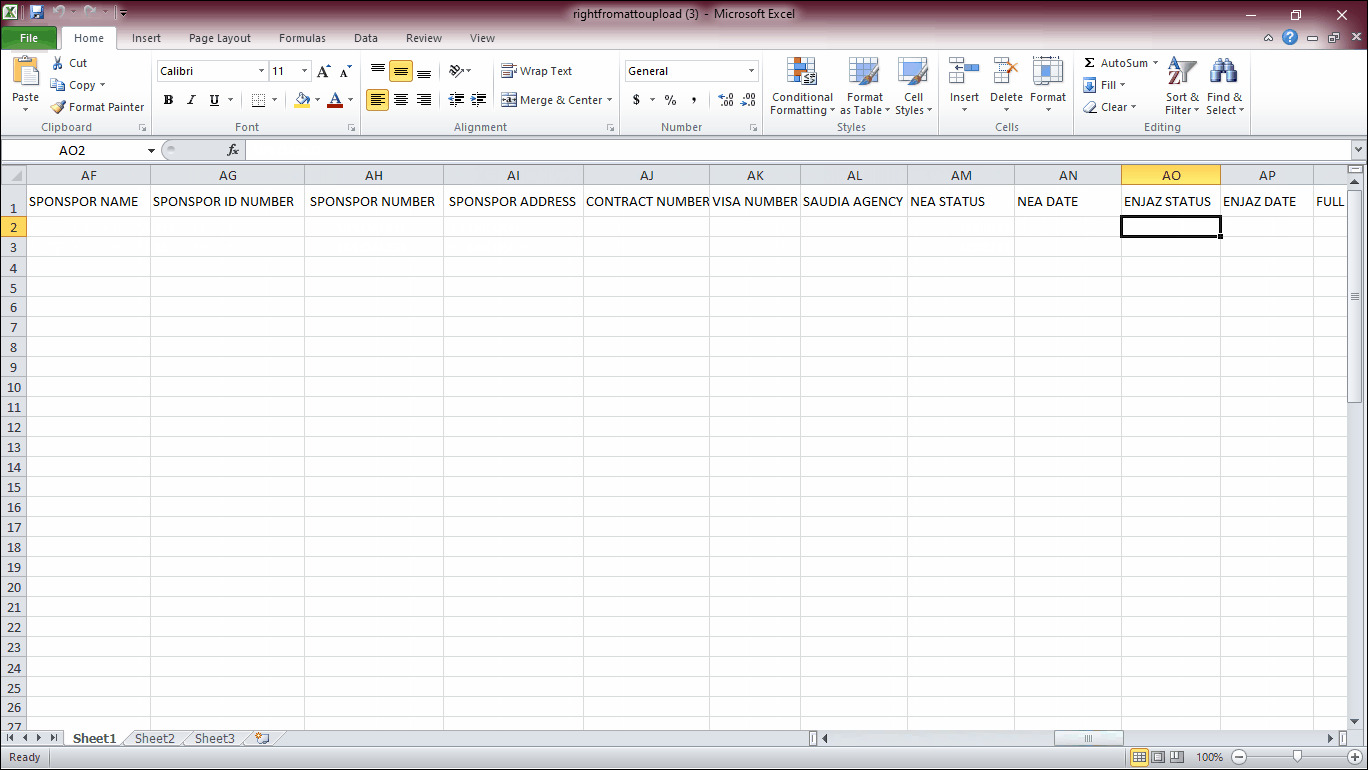 rightfromattoupload (3) - Microsoft Excel
File Home Insert Page Layout Formulas Data Review View
Cut
Copy
Format Painter
Paste
Clipboard
Calibri 11
B I U
Font
Wrap Text
Merge & Center
Alignment
General
$ % ,
Number
Conditional Formatting
Format as Table
Cell Styles
Styles
Insert Delete Format
Cells
Σ AutoSum
Fill
Clear
Sort & Filter
Find & Select
Editing
AO2 fx
AF AG AH AI AJ AK AL AM AN AO AP
1 SPONSPOR NAME SPONSPOR ID NUMBER SPONSPOR NUMBER SPONSPOR ADDRESS CONTRACT NUMBER VISA NUMBER SAUDIA AGENCY NEA STATUS NEA DATE ENJAZ STATUS ENJAZ DATE FULL
2
3
4
5
6
7
8
9
10
11
12
13
14
15
16
17
18
19
20
21
22
23
24
25
26
27
Sheet1 Sheet2 Sheet3
Ready 100%